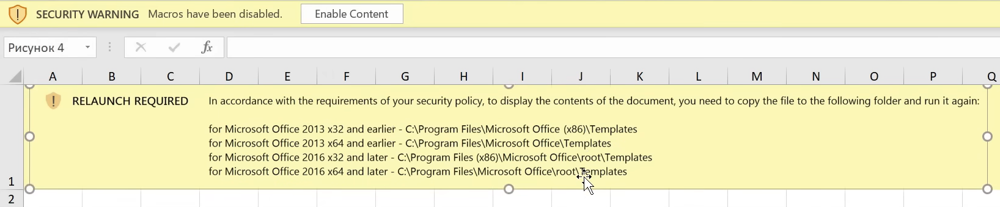 SECURITY WARNING Macros have been disabled. Enable Content
Рисунок 4 fx
A B C D E F G H I J K L M N O P Q
RELAUNCH REQUIRED In accordance with the requirements of your security policy, to display the contents of the document, you need to copy the file to the following folder and run it again:
for Microsoft Office 2013 x32 and earlier - C:\Program Files\Microsoft Office (x86)\Templates
for Microsoft Office 2013 x64 and earlier - C:\Program Files\Microsoft Office\Templates
for Microsoft Office 2016 x32 and later - C:\Program Files (x86)\Microsoft Office\root\Templates
for Microsoft Office 2016 x64 and later - C:\Program Files\Microsoft Office\root\Templates
1
2